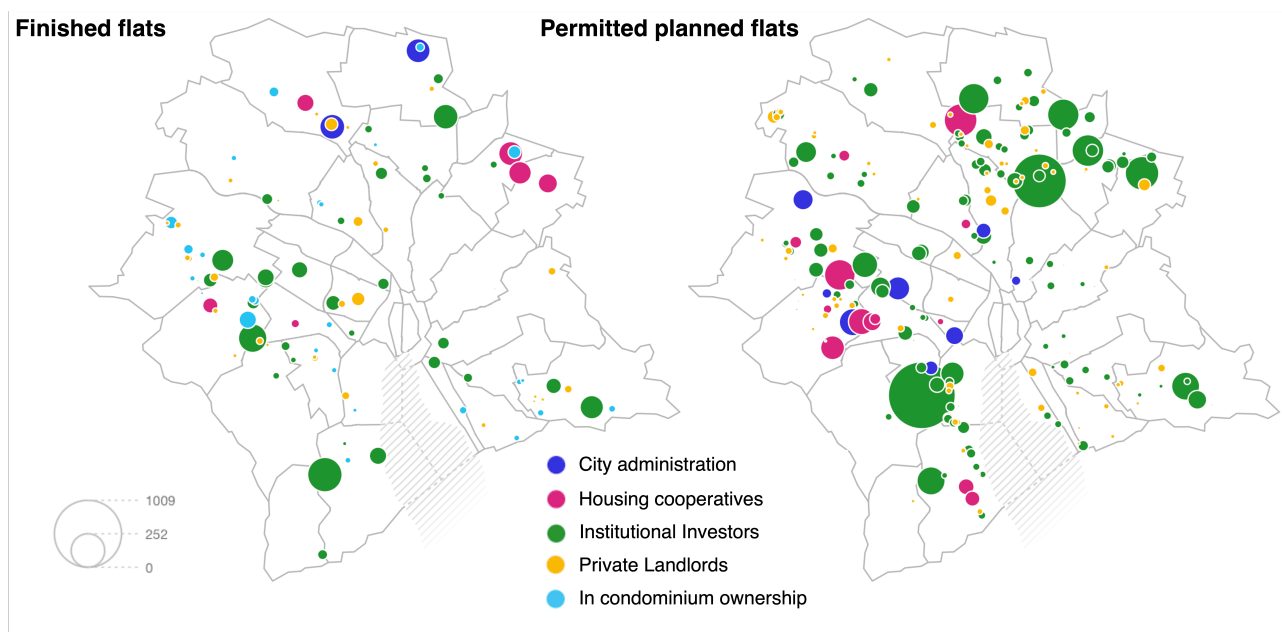 Finished flats
Permitted planned flats
City administration
Housing cooperatives
Institutional Investors
Private Landlords
In condominium ownership
1009
252
0